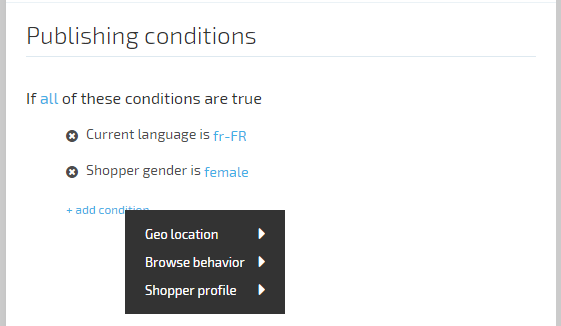 Publishing conditions
If all of these conditions are true
Current language is fr-FR
Shopper gender is female
+ add condition
Geo location
Browse behavior
Shopper profile